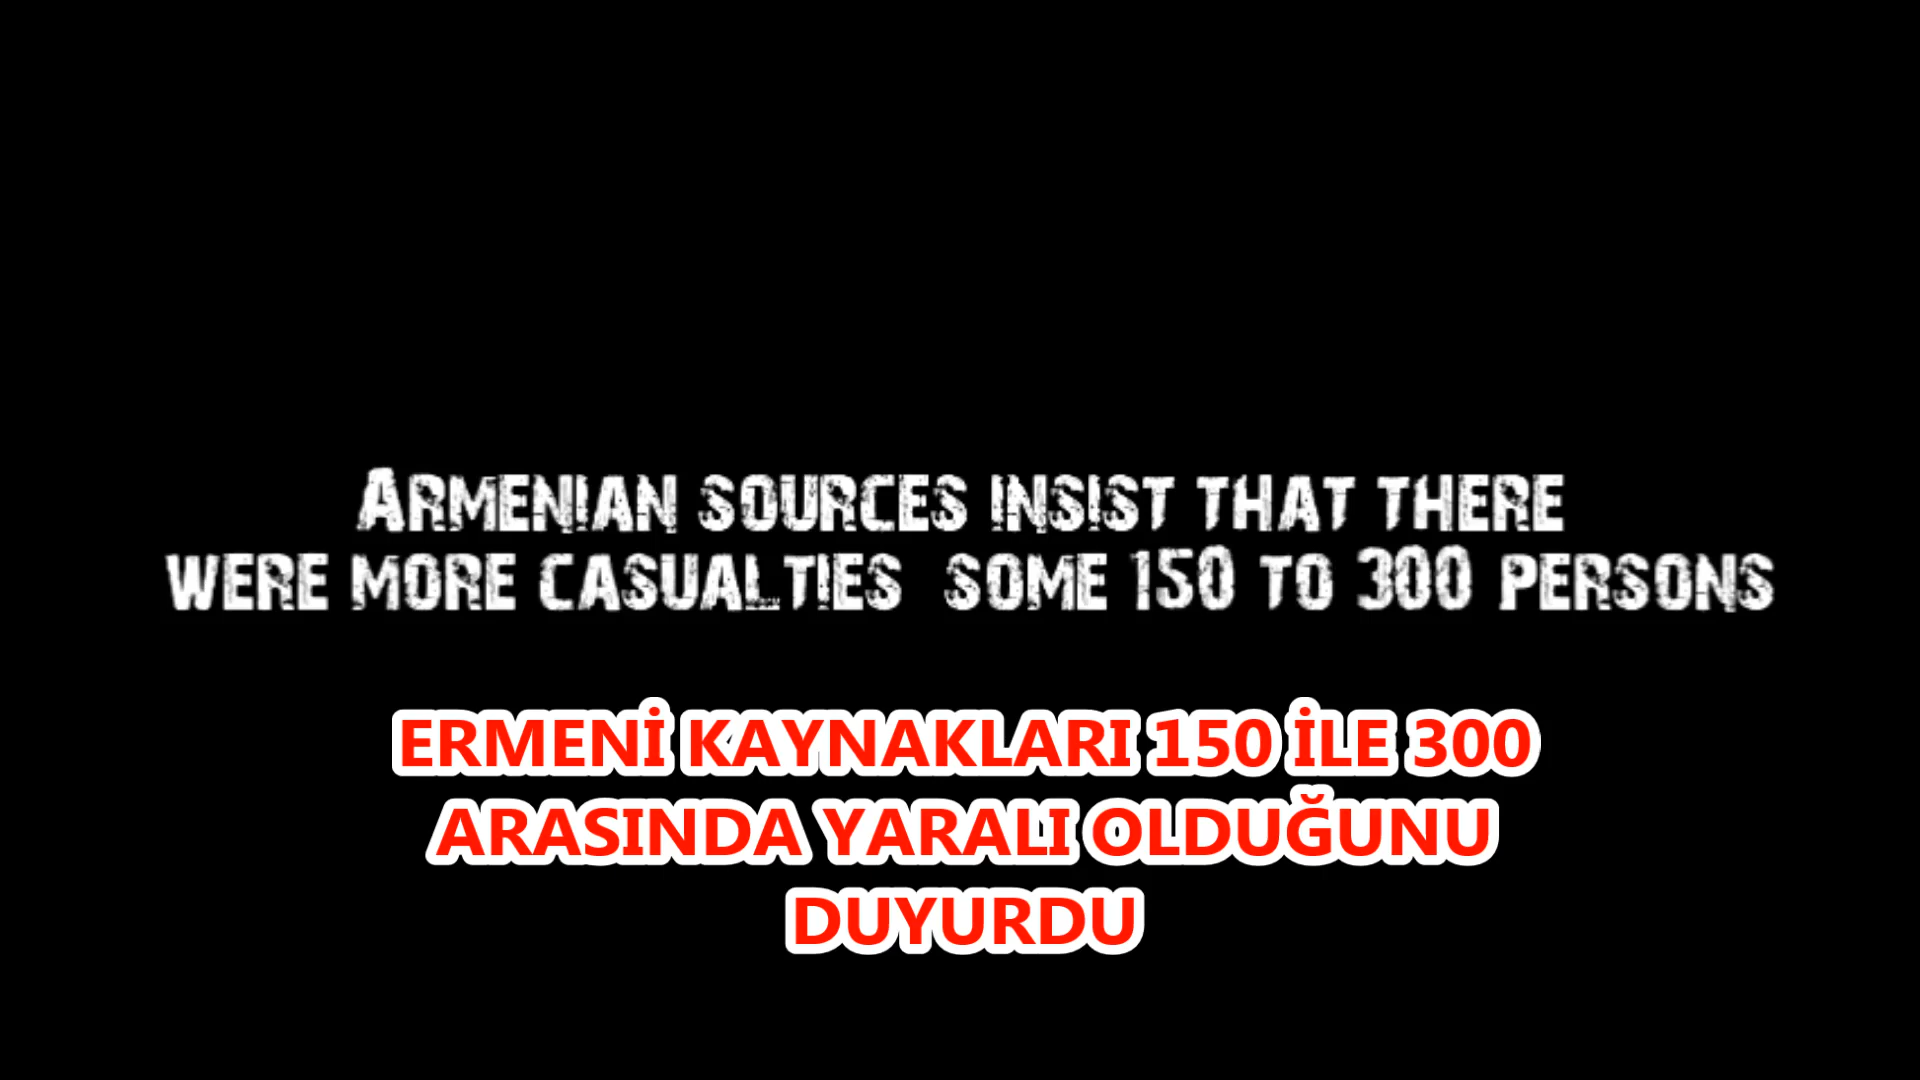 ARMENIAN SOURCES INSIST THAT THERE
WERE MORE CASUALTIES SOME 150 TO 300 PERSONS
ERMENİ KAYNAKLARI 150 İLE 300
ARASINDA YARALI OLDUĞUNU
DUYURDU